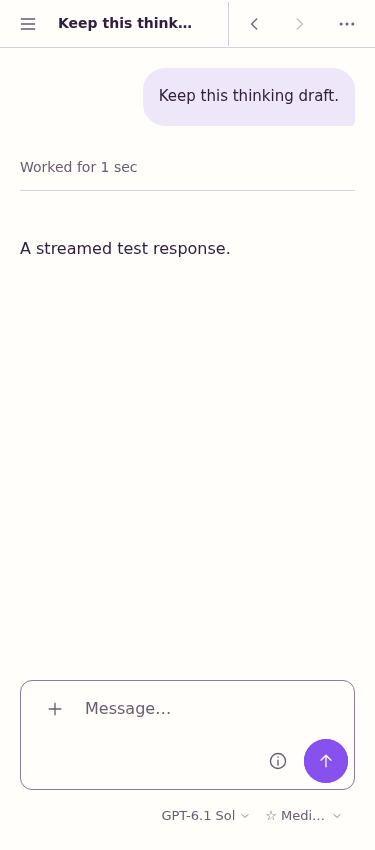 Keep this think…
Keep this thinking draft.
Worked for 1 sec
A streamed test response.
Message…
GPT-6.1 Sol
Medi…